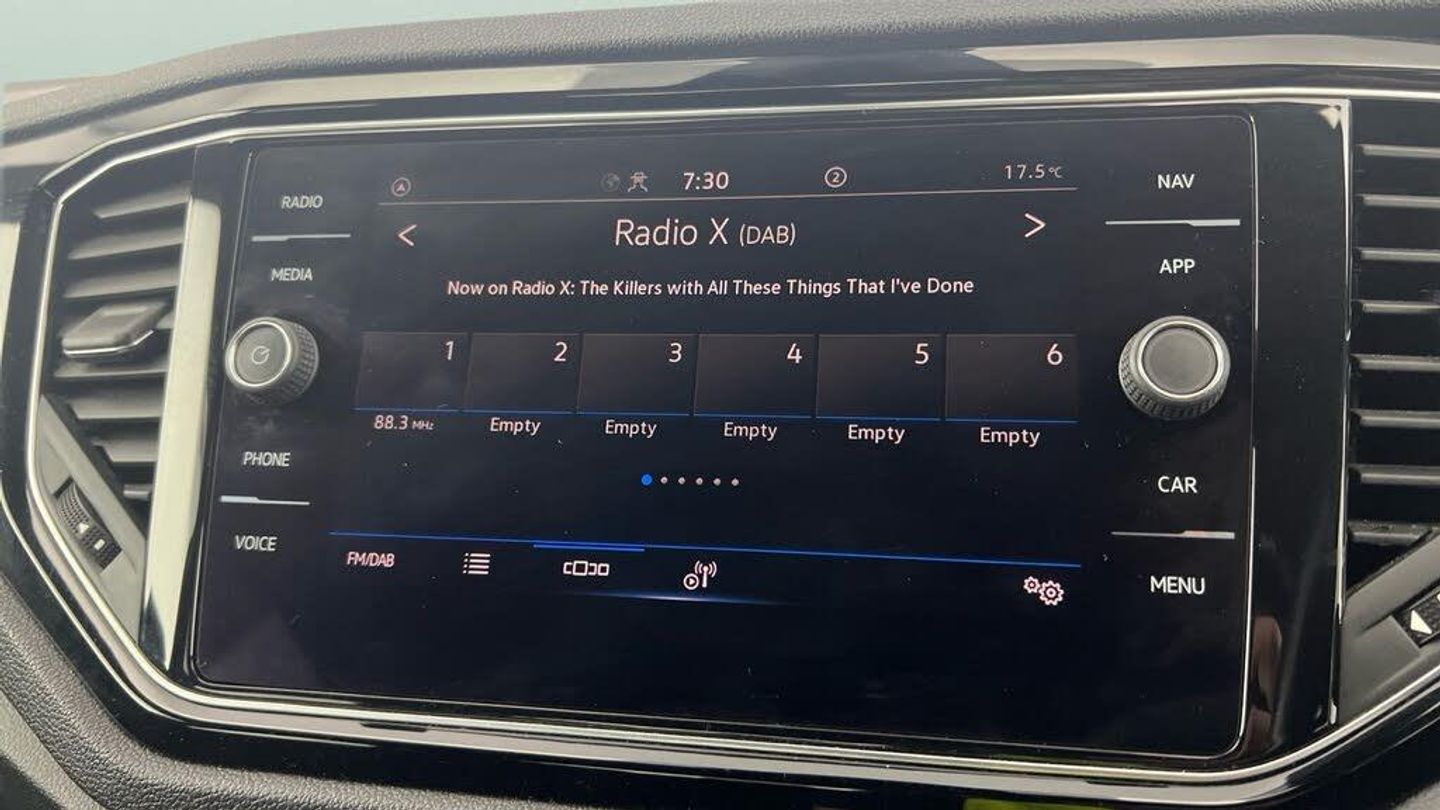 RADIO
MEDIA
PHONE
VOICE
7:30
2
17.5°C
< Radio X (DAB) >
Now on Radio X: The Killers with All These Things That I've Done
1 2 3 4 5 6
88.3 MHz Empty Empty Empty Empty Empty
FM/DAB
NAV
APP
CAR
MENU